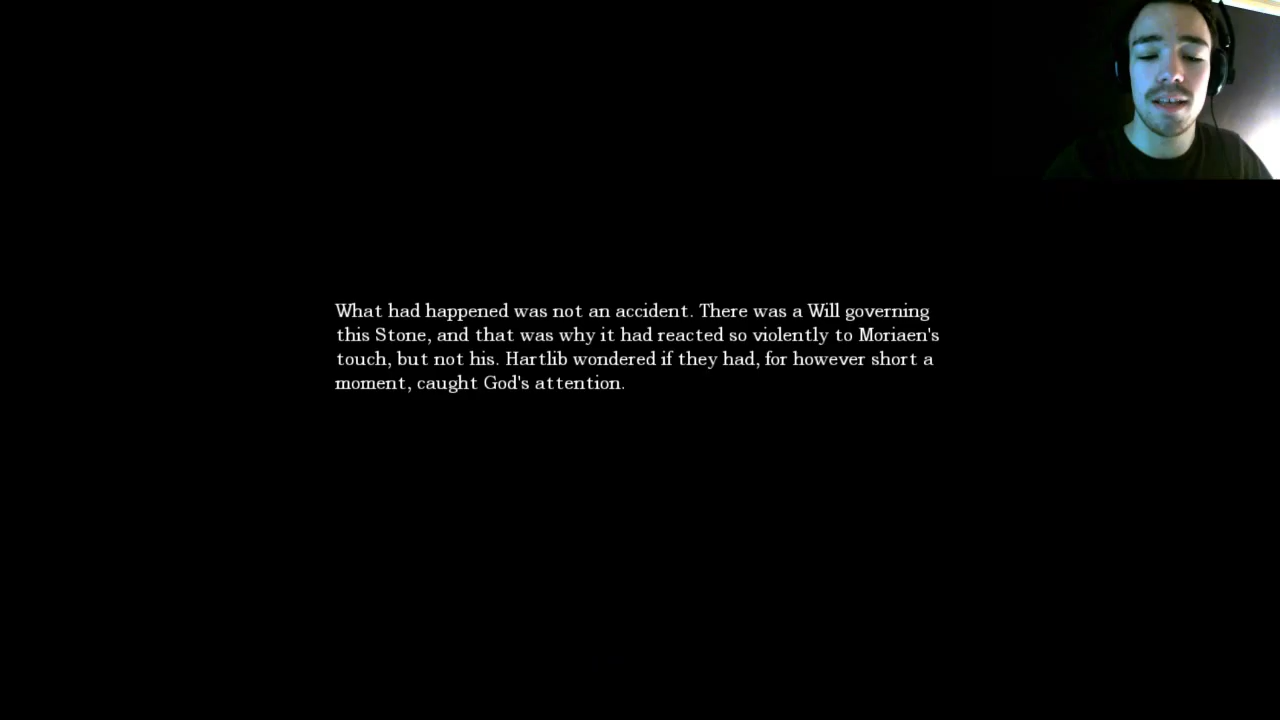 What had happened was not an accident. There was a Will governing
this Stone, and that was why it had reacted so violently to Moriaen's
touch, but not his. Hartlib wondered if they had, for however short a
moment, caught God's attention.